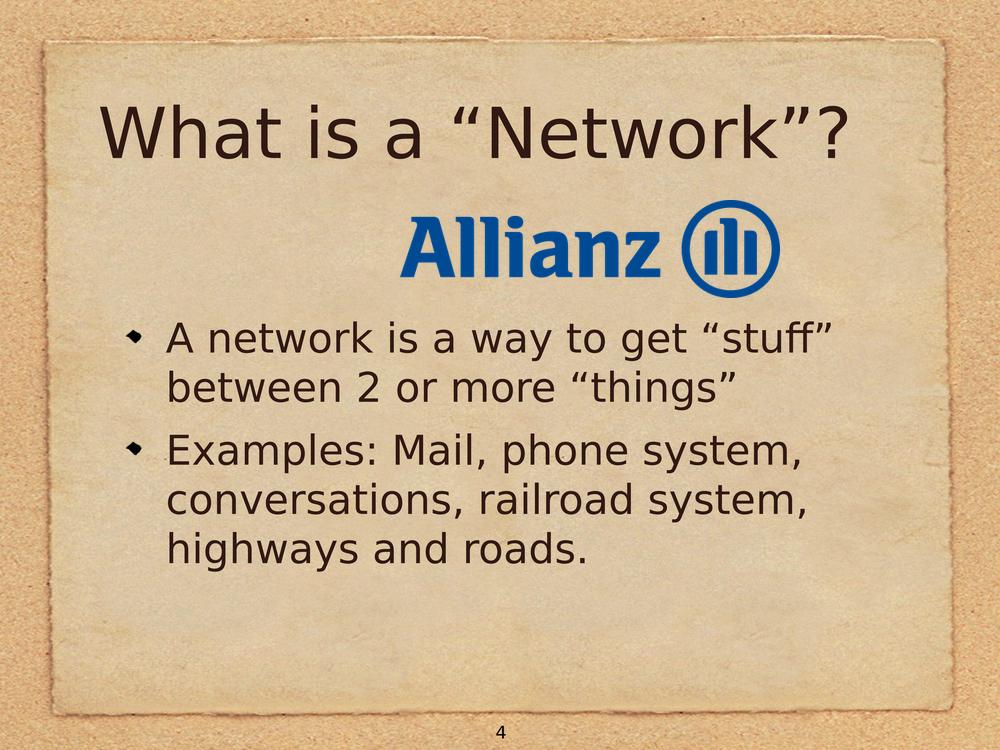 What is a “Network”?
Allianz
A network is a way to get “stuff”
between 2 or more “things”
Examples: Mail, phone system,
conversations, railroad system,
highways and roads.
4